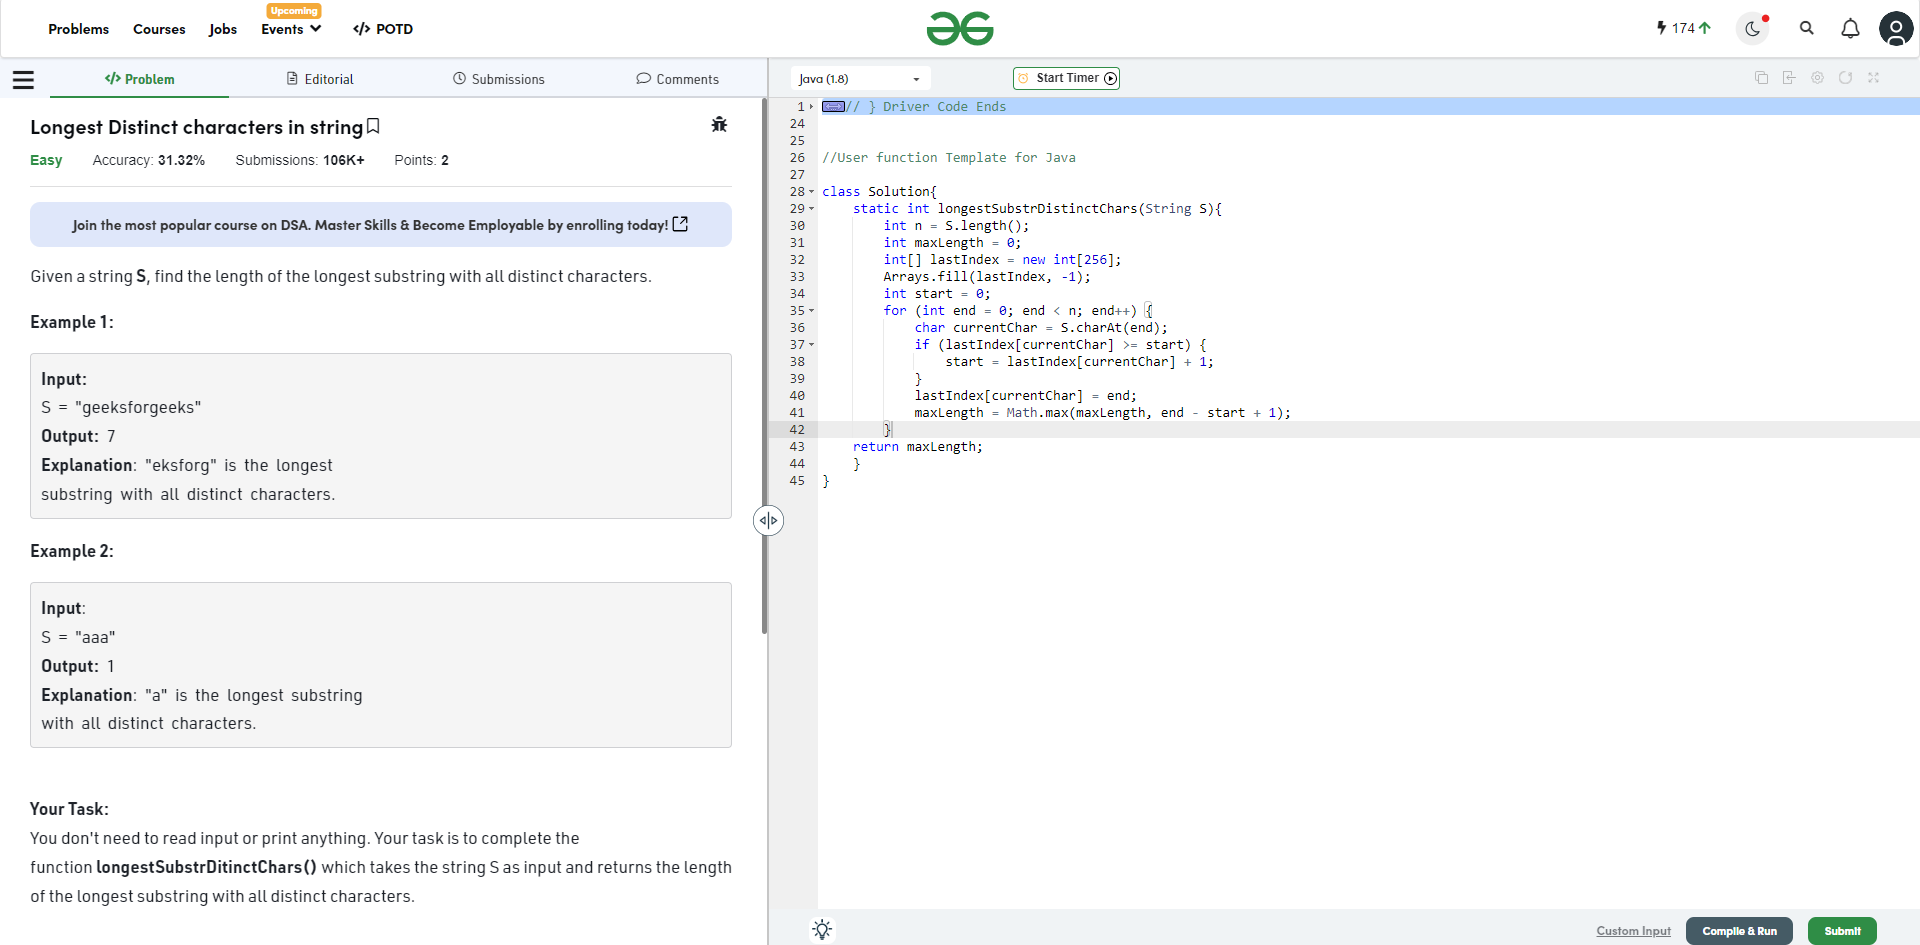 Problems Courses Jobs Upcoming Events </> POTD
174
</> Problem Editorial Submissions Comments
Longest Distinct characters in string
Easy Accuracy: 31.32% Submissions: 106K+ Points: 2
Join the most popular course on DSA. Master Skills & Become Employable by enrolling today!
Given a string S, find the length of the longest substring with all distinct characters.
Example 1:
Input:
S = "geeksforgeeks"
Output: 7
Explanation: "eksforg" is the longest
substring with all distinct characters.
Example 2:
Input:
S = "aaa"
Output: 1
Explanation: "a" is the longest substring
with all distinct characters.
Your Task:
You don't need to read input or print anything. Your task is to complete the
function longestSubstrDitinctChars() which takes the string S as input and returns the length
of the longest substring with all distinct characters.
Java (1.8) Start Timer
1 // } Driver Code Ends
24
25
26 //User function Template for Java
27
28 class Solution{
29 static int longestSubstrDistinctChars(String S){
30 int n = S.length();
31 int maxLength = 0;
32 int[] lastIndex = new int[256];
33 Arrays.fill(lastIndex, -1);
34 int start = 0;
35 for (int end = 0; end < n; end++) {
36 char currentChar = S.charAt(end);
37 if (lastIndex[currentChar] >= start) {
38 start = lastIndex[currentChar] + 1;
39 }
40 lastIndex[currentChar] = end;
41 maxLength = Math.max(maxLength, end - start + 1);
42 }
43 return maxLength;
44 }
45 }
Custom Input Compile & Run Submit